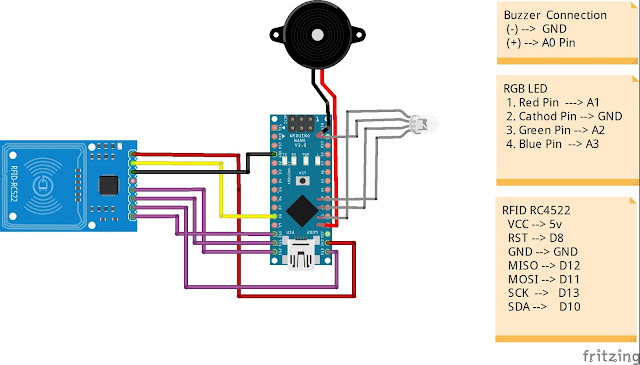 Buzzer Connection
(-) --> GND
(+) --> A0 Pin
RGB LED
1. Red Pin ---> A1
2. Cathod Pin --> GND
3. Green Pin --> A2
4. Blue Pin --> A3
RFID RC4522
VCC --> 5v
RST --> D8
GND --> GND
MISO --> D12
MOSI --> D11
SCK --> D13
SDA --> D10
RFID-RC522
ARDUINO
NANO
V3.0
RST
fritzing